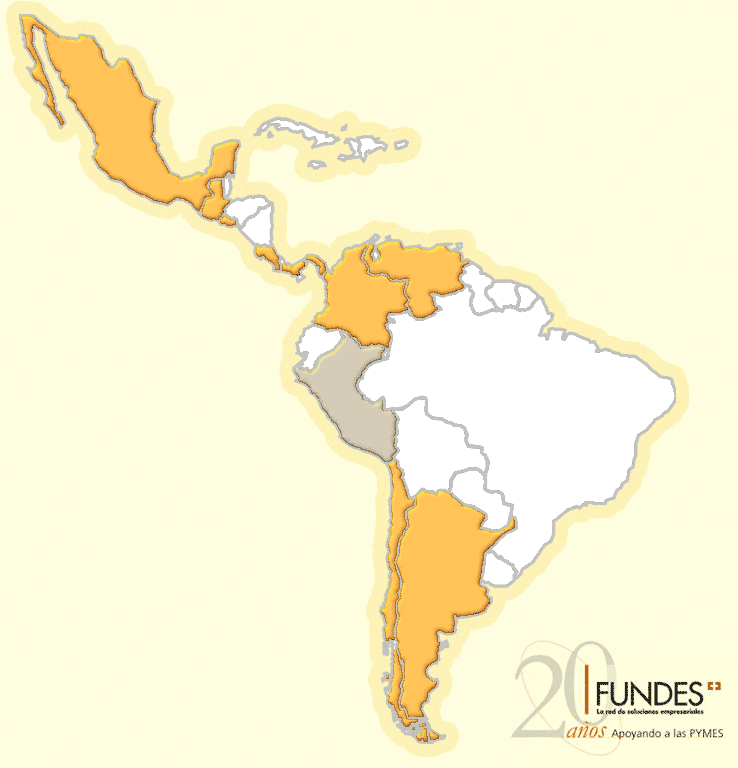 20
años
FUNDES
La red de soluciones empresariales
Apoyando a las PYMES